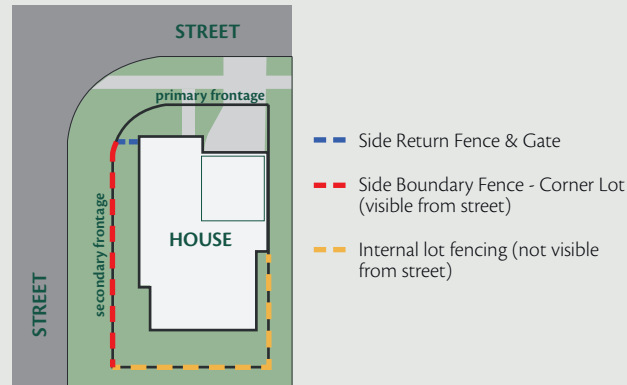 STREET
primary frontage
secondary frontage
HOUSE
STREET
Side Return Fence & Gate
Side Boundary Fence - Corner Lot
(visible from street)
Internal lot fencing (not visible
from street)